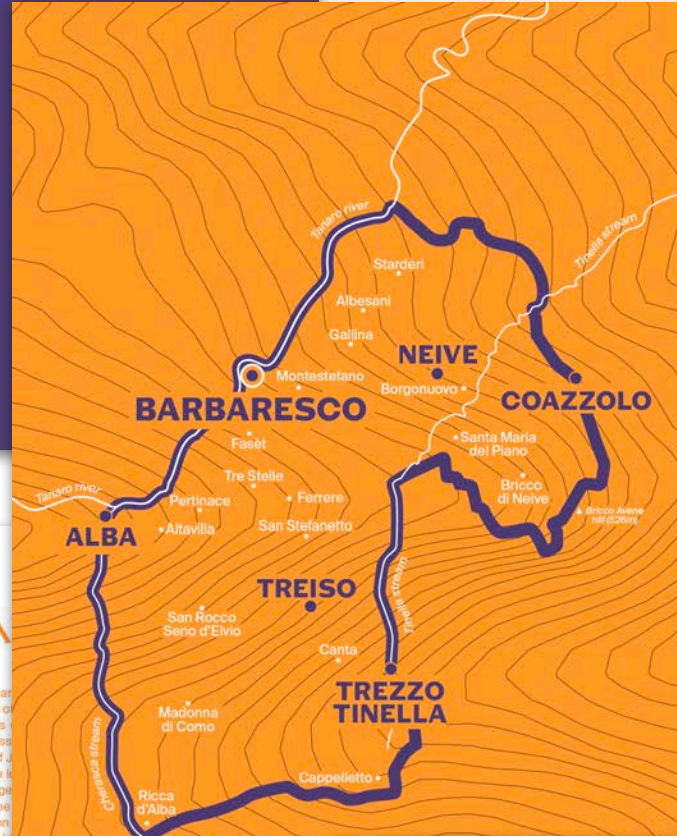 Tanaro river
Tinella stream
Starderi
Albesani
Gallina
NEIVE
Montestefano
Borgonuovo
COAZZOLO
BARBARESCO
Fasèt
Santa Maria
del Piano
Tre Stelle
Bricco
di Neive
Tanaro river
Pertinace
Ferrere
Bricco Avene
hill (526m)
ALBA
Altavilla
San Stefanetto
TREISO
Tinella stream
San Rocco
Seno d'Elvio
Canta
TREZZO
TINELLA
Madonna
di Como
Cherasca stream
Cappelletto
Ricca
d'Alba